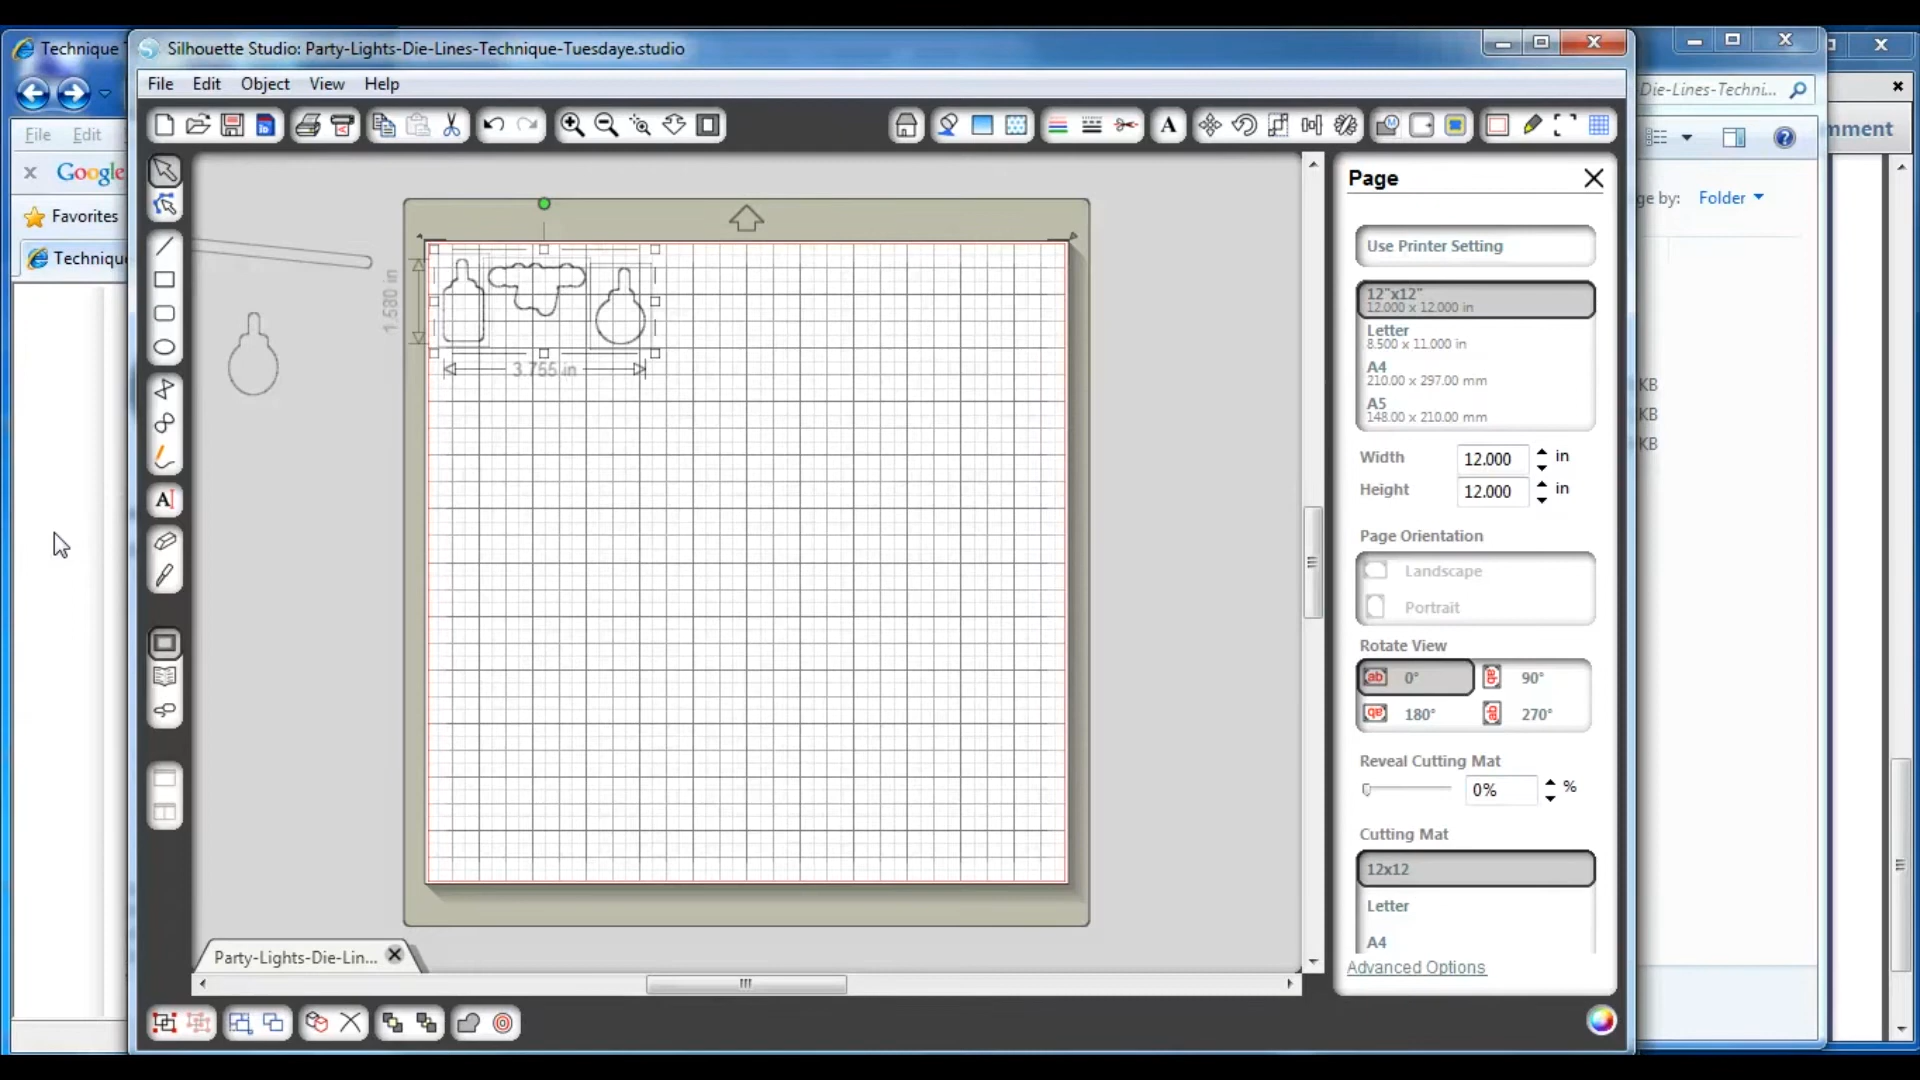 Technique
Silhouette Studio: Party-Lights-Die-Lines-Technique-Tuesdaye.studio
File Edit Object View Help
Die-Lines-Techni...
File Edit
mment
Google
Favorites
Technique
ge by: Folder
Page
Use Printer Setting
12"x12"
12.000 x 12.000 in
Letter
8.500 x 11.000 in
A4
210.00 x 297.00 mm
A5
148.00 x 210.00 mm
KB
KB
KB
1.580 in
3.755 in
Width 12.000 in
Height 12.000 in
Page Orientation
Landscape
Portrait
Rotate View
ab 0° ab 90°
ab 180° ab 270°
Reveal Cutting Mat
0% %
Cutting Mat
12x12
Letter
A4
Advanced Options
Party-Lights-Die-Lin...